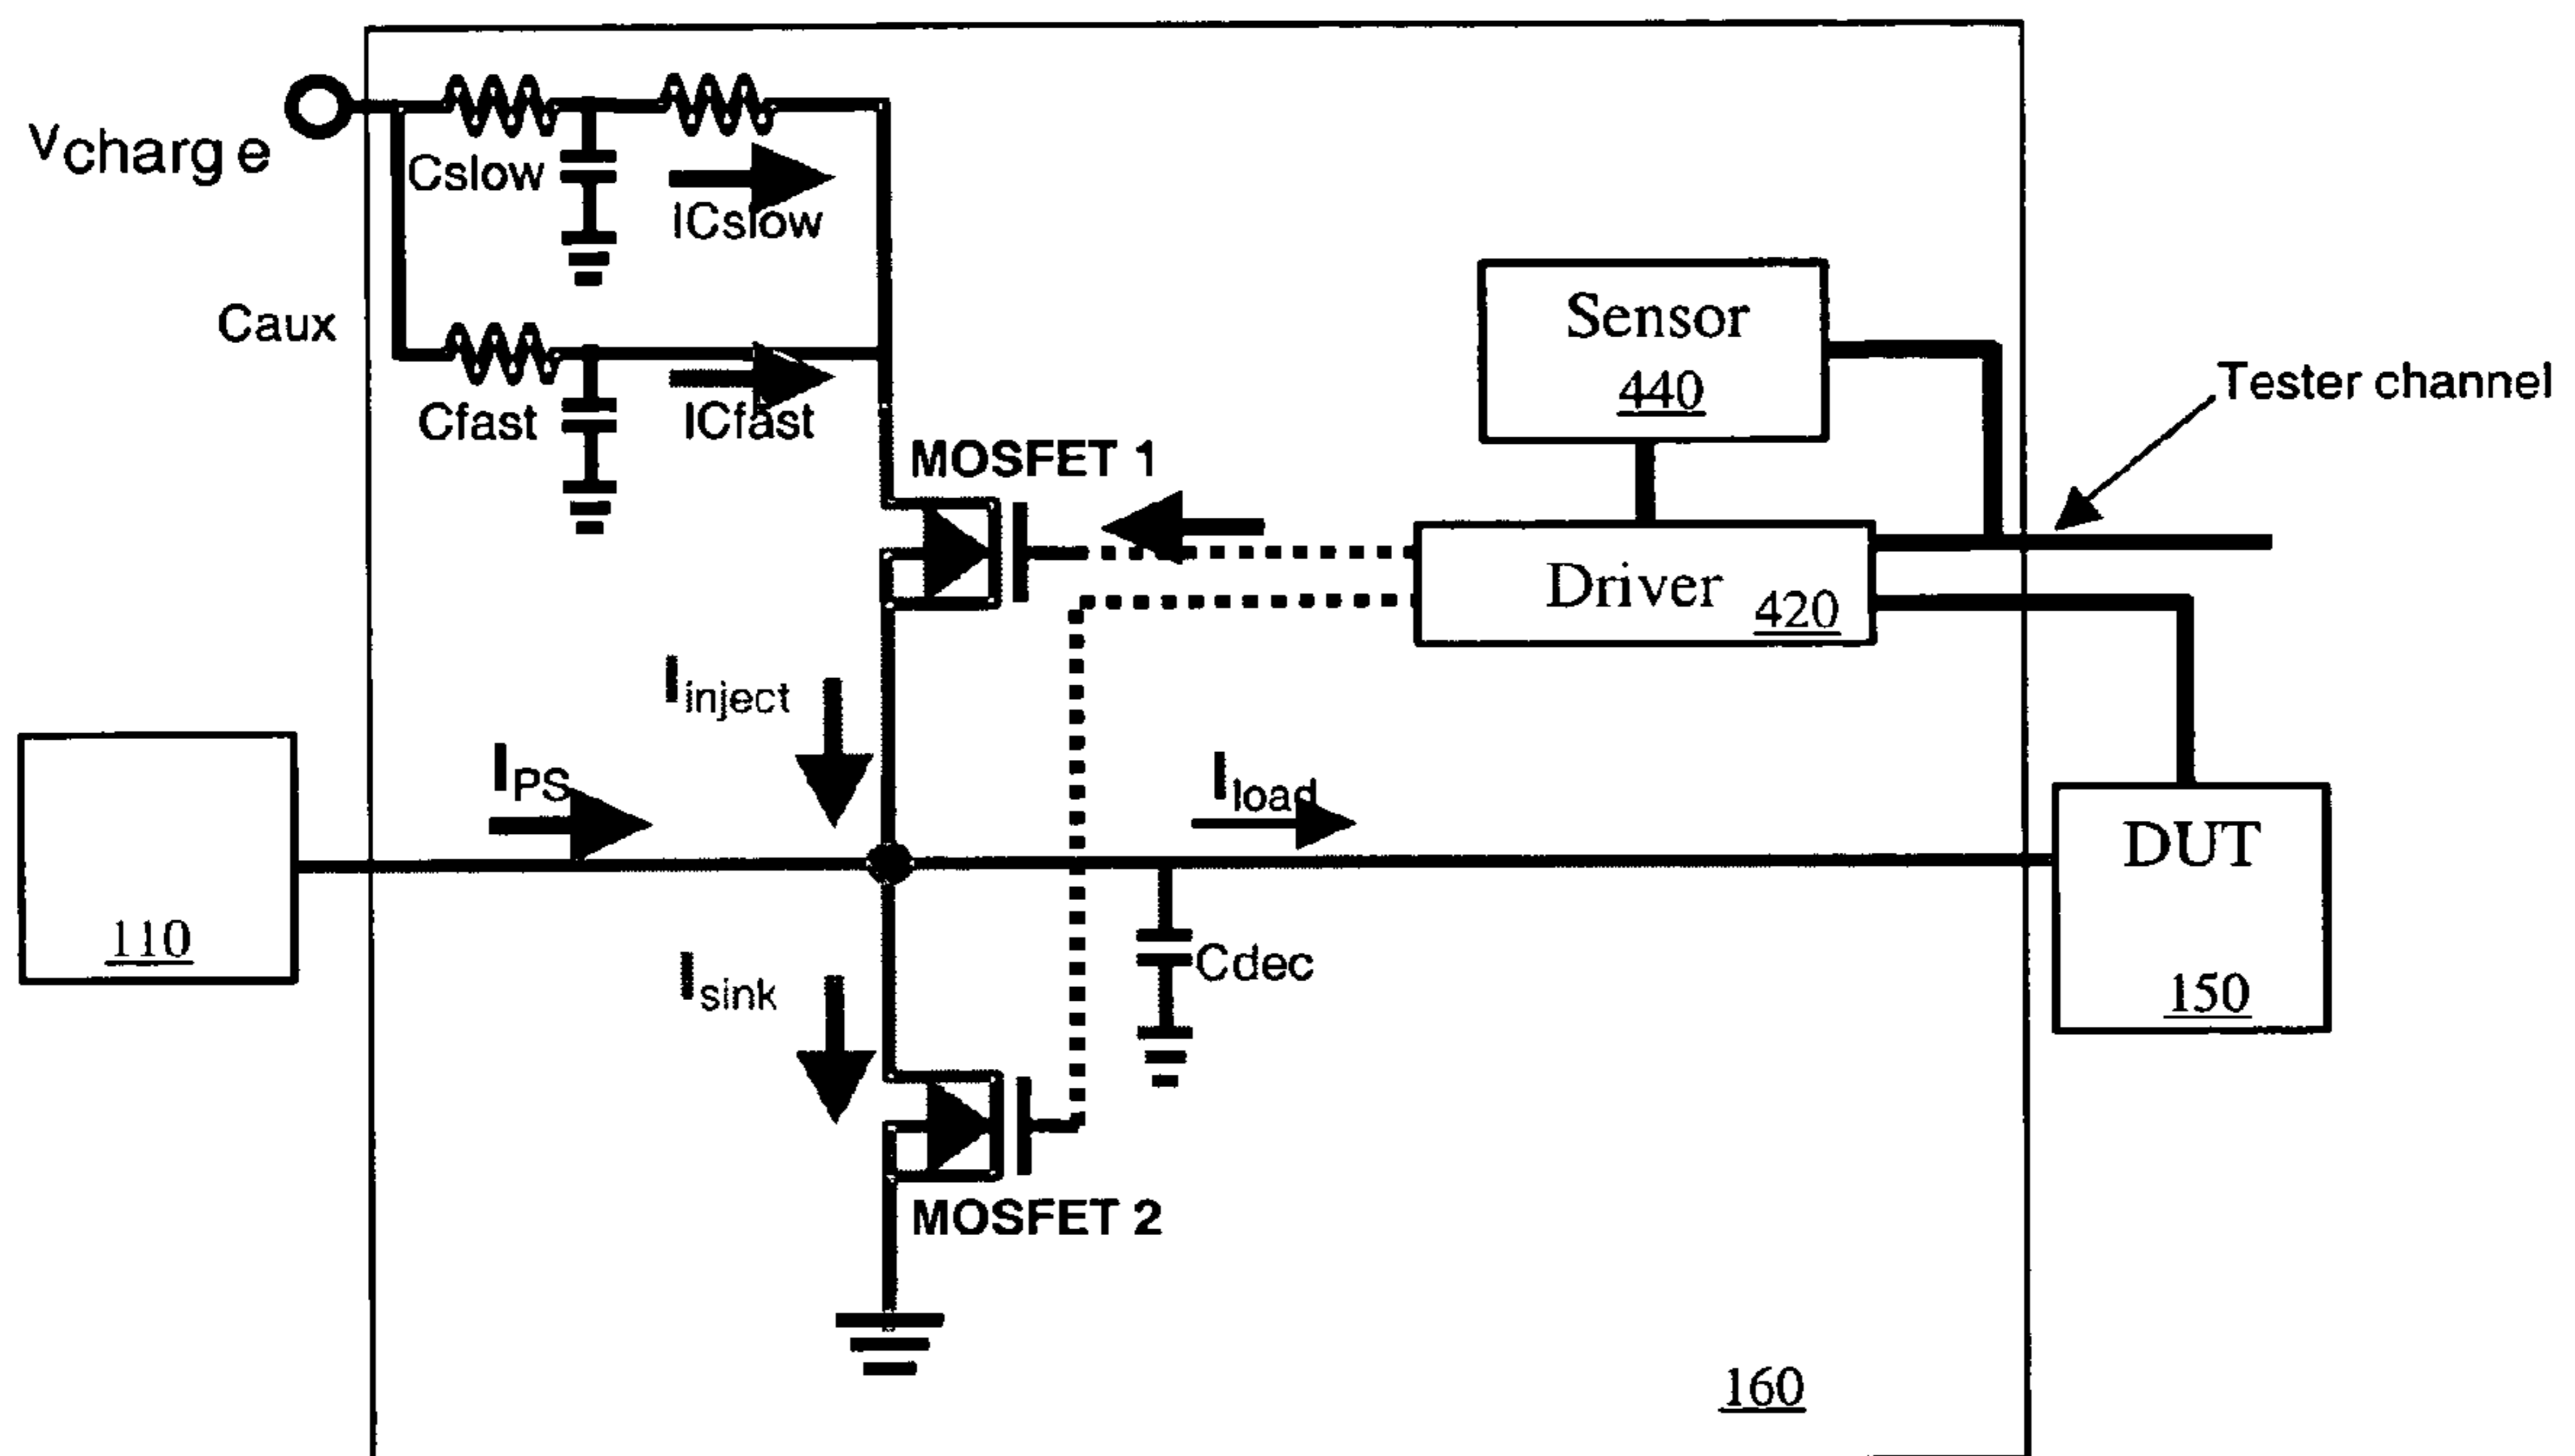 Vcharge
Cslow
ICslow
Caux
Cfast
ICfast
MOSFET 1
Sensor
440
Tester channel
Driver
420
Iinject
IPS
Iload
110
DUT
150
Isink
Cdec
MOSFET 2
160